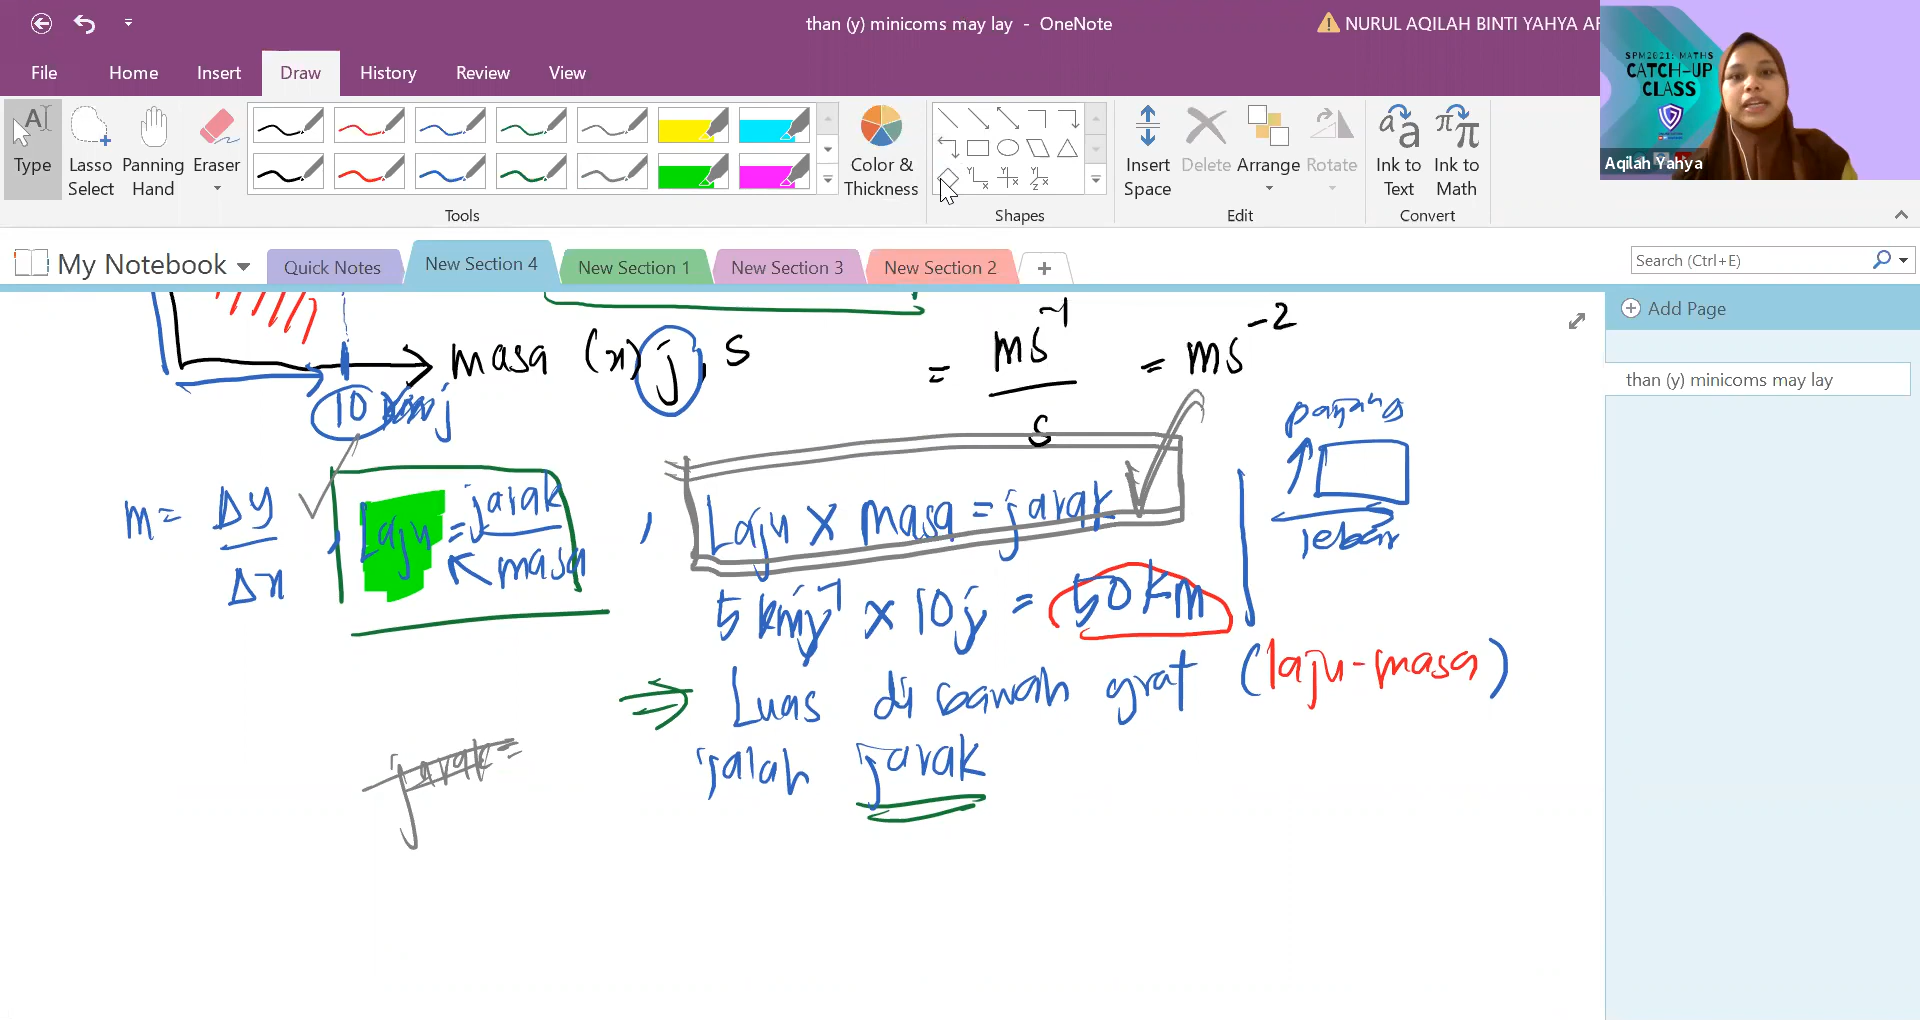 than (y) minicoms may lay - OneNote
NURUL AQILAH BINTI YAHYA AF
SPM2021: MATHS
CATCH-UP
CLASS
Aqilah Yahya
File Home Insert Draw History Review View
Type
Lasso Select
Panning Hand
Eraser
Color & Thickness
Insert Space
Delete
Arrange
Rotate
Ink to Text
Ink to Math
Tools Shapes Edit Convert
My Notebook
Quick Notes
New Section 4
New Section 1
New Section 3
New Section 2
Search (Ctrl+E)
Add Page
than (y) minicoms may lay
masa (x) j, s
= ms⁻¹ / s = ms⁻²
10 j
panjang
lebar
m = Δy / Δx , Laju = jarak / masa , Laju x masa = jarak
5 kmj⁻¹ x 10j = 50 km
⇒ Luas di bawah graf (laju-masa)
ialah jarak
jarak =